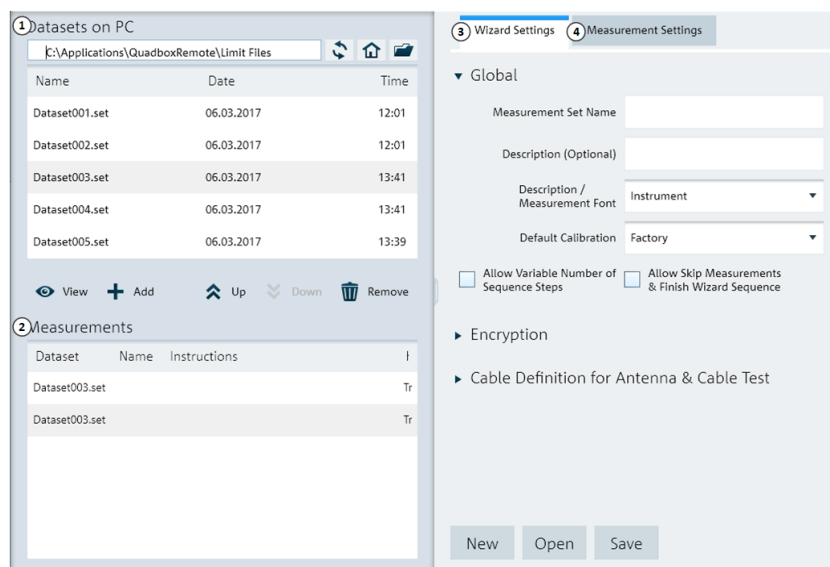 1 Datasets on PC
C:\Applications\QuadboxRemote\Limit Files
Name Date Time
Dataset001.set 06.03.2017 12:01
Dataset002.set 06.03.2017 12:01
Dataset003.set 06.03.2017 13:41
Dataset004.set 06.03.2017 13:41
Dataset005.set 06.03.2017 13:39
View Add Up Down Remove
2 Measurements
Dataset Name Instructions
Dataset003.set Tr
Dataset003.set Tr
3 Wizard Settings 4 Measurement Settings
Global
Measurement Set Name
Description (Optional)
Description /
Measurement Font Instrument
Default Calibration Factory
Allow Variable Number of
Sequence Steps
Allow Skip Measurements
& Finish Wizard Sequence
Encryption
Cable Definition for Antenna & Cable Test
New Open Save